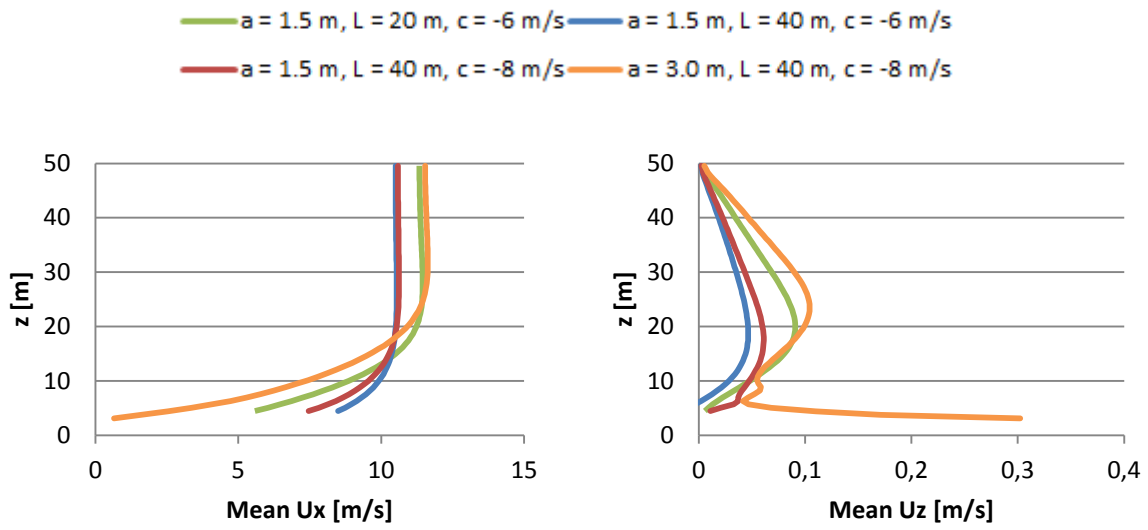 a = 1.5 m, L = 20 m, c = -6 m/s a = 1.5 m, L = 40 m, c = -6 m/s
a = 1.5 m, L = 40 m, c = -8 m/s a = 3.0 m, L = 40 m, c = -8 m/s
50
40
30
20
10
0
z [m]
0 5 10 15
Mean Ux [m/s]
50
40
30
20
10
0
z [m]
0 0,1 0,2 0,3 0,4
Mean Uz [m/s]